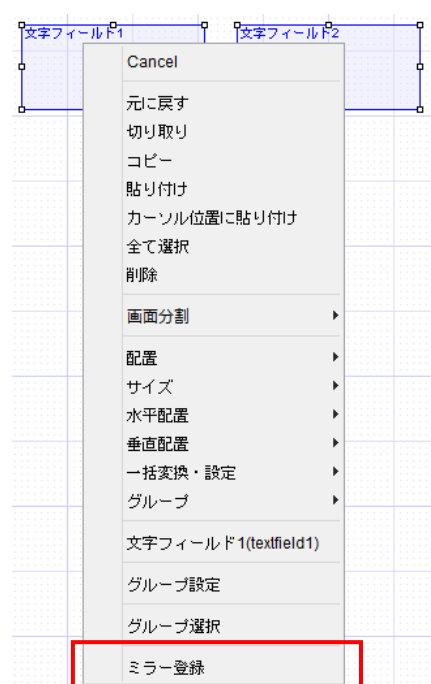 文字フィールド1
文字フィールド2
Cancel
元に戻す
切り取り
コピー
貼り付け
カーソル位置に貼り付け
全て選択
削除
画面分割
配置
サイズ
水平配置
垂直配置
一括変換・設定
グループ
文字フィールド1(textfield1)
グループ設定
グループ選択
ミラー登録